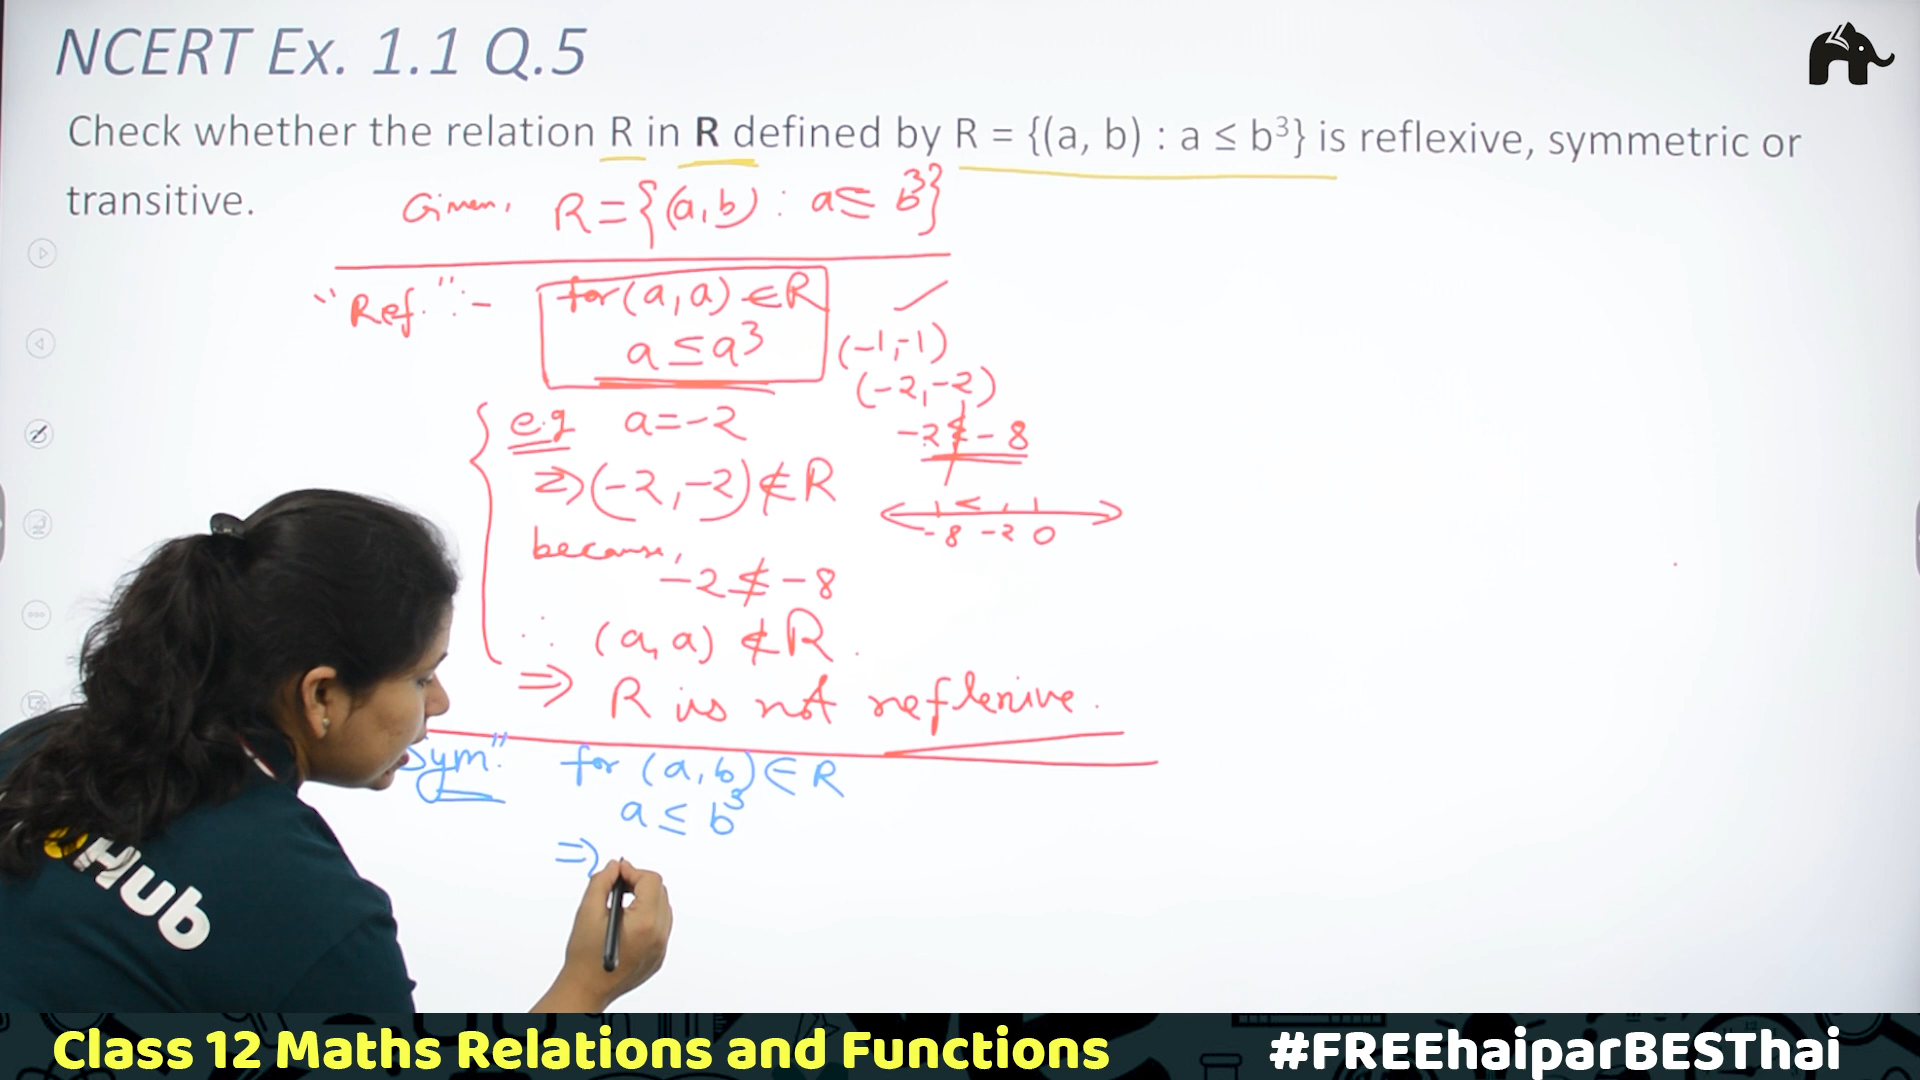 NCERT Ex. 1.1 Q.5
Check whether the relation R in R defined by R = {(a, b) : a ≤ b³} is reflexive, symmetric or
transitive.
Given, R = {(a,b) : a ≤ b³}
"Ref.":- for (a,a) ∈ R
a ≤ a³
(-1,-1)
(-2,-2)
e.g a = -2
-2 ≰ -8
⇒ (-2,-2) ∉ R
-8 -2 0
because,
-2 ≰ -8
∴ (a,a) ∉ R.
⇒ R is not reflexive.
Sym" for (a,b) ∈ R
a ≤ b³
⇒
Hub
Class 12 Maths Relations and Functions
#FREEhaiparBESThai